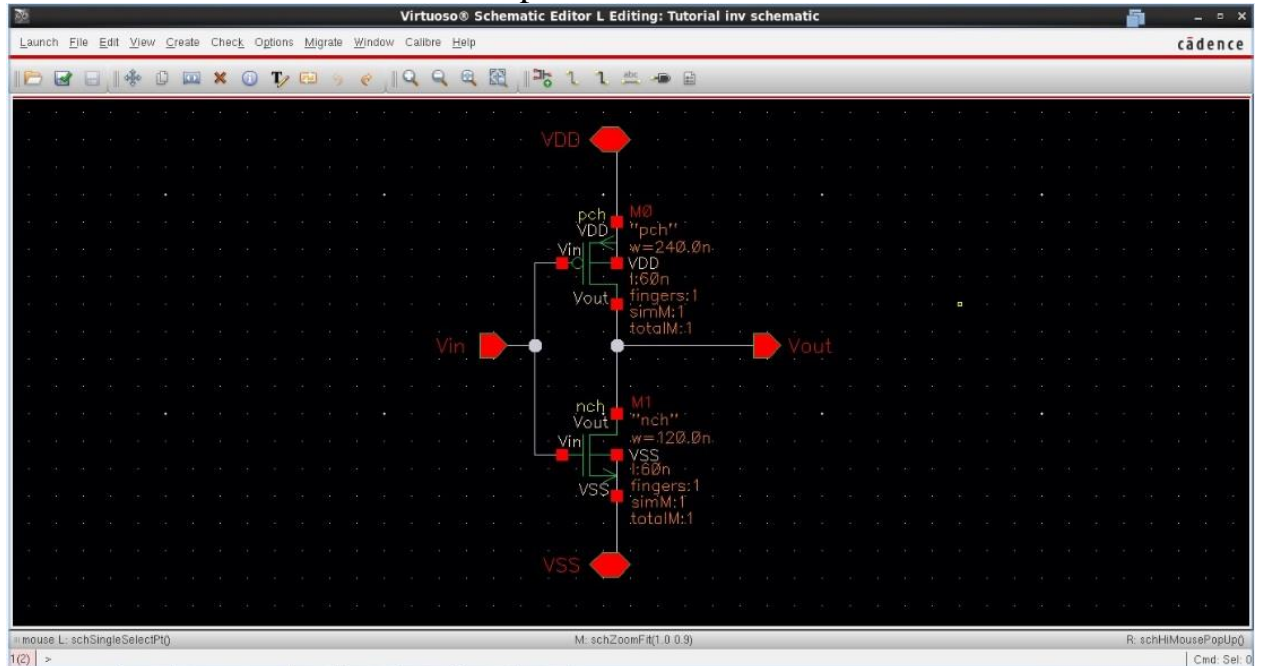 Virtuoso® Schematic Editor L Editing: Tutorial inv schematic
Launch File Edit View Create Check Options Migrate Window Calibre Help
cādence
VDD
pch
VDD
Vin
Vout
M0
"pch"
w=240.0n
VDD
l:60n
fingers:1
simM:1
totalM:1
Vin
Vout
nch
Vout
Vin
VSS
M1
"nch"
w=120.0n
VSS
l:60n
fingers:1
simM:1
totalM:1
VSS
mouse L: schSingleSelectPt()
M: schZoomFit(1.0 0.9)
R: schHiMousePopUp()
1(2) >
Cmd: Sel: 0